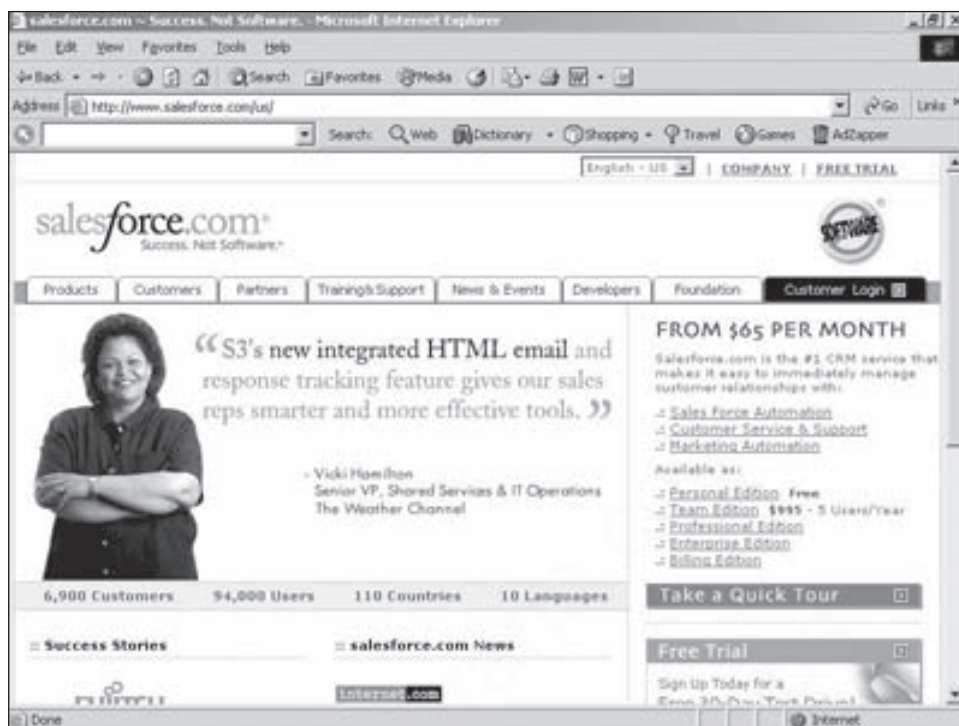 salesforce.com ~ Success. Not Software. - Microsoft Internet Explorer
File Edit View Favorites Tools Help
Back Search Favorites Media
Address http://www.salesforce.com/us/ Go Links
Search: Web Dictionary Shopping Travel Games AdZapper
English - US | COMPANY | FREE TRIAL
salesforce.com
Success. Not Software.
SOFTWARE
Products Customers Partners Training & Support News & Events Developers Foundation Customer Login
“ S3's new integrated HTML email and
response tracking feature gives our sales
reps smarter and more effective tools. ”
- Vicki Hamilton
Senior VP, Shared Services & IT Operations
The Weather Channel
FROM $65 PER MONTH
Salesforce.com is the #1 CRM service that
makes it easy to immediately manage
customer relationships with:
Sales Force Automation
Customer Service & Support
Marketing Automation
Available as:
Personal Edition Free
Team Edition $995 - 5 Users/Year
Professional Edition
Enterprise Edition
Billing Edition
6,900 Customers 94,000 Users 110 Countries 10 Languages
Take a Quick Tour
:: Success Stories
:: salesforce.com News
Free Trial
FUJITSU
internet.com
Sign Up Today for a
Free 30-Day Test Drive!
Done Internet